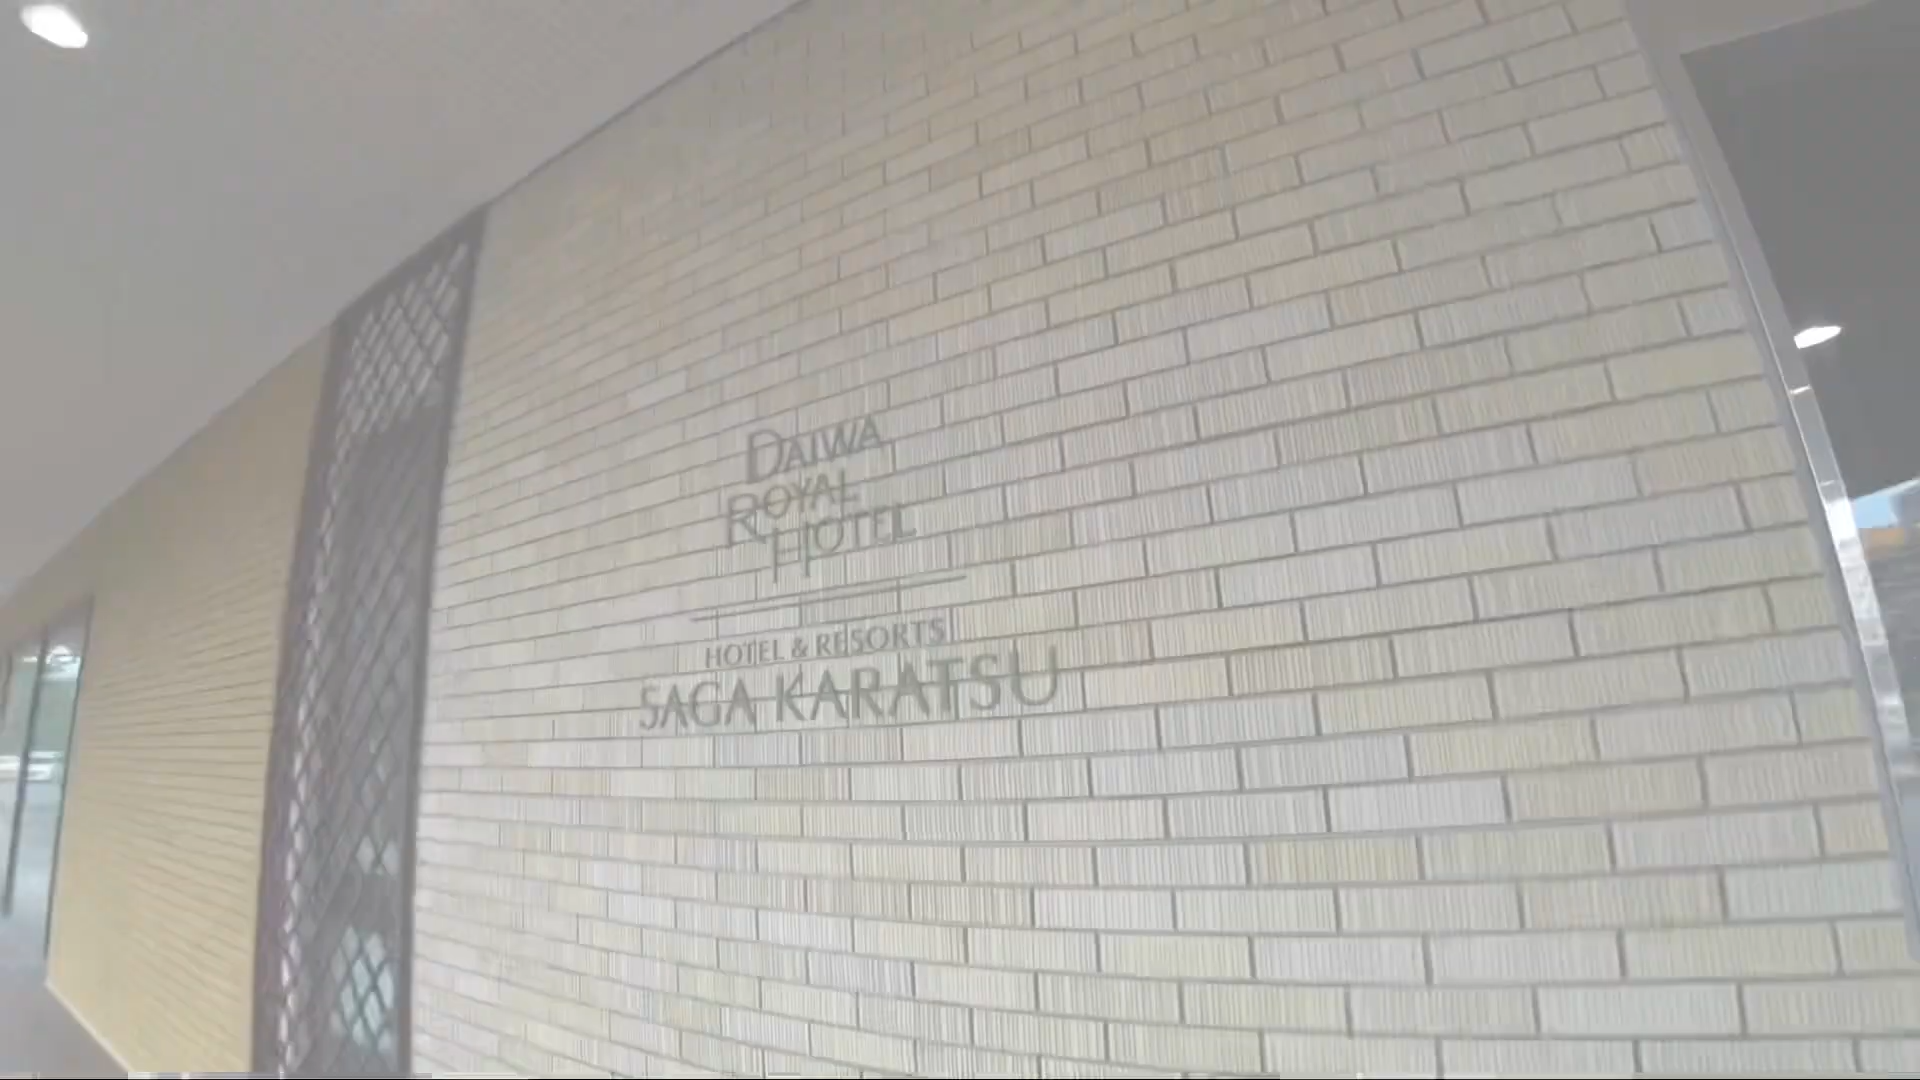 DAIWA
ROYAL
HOTEL
HOTEL & RESORTS
SAGA KARATSU